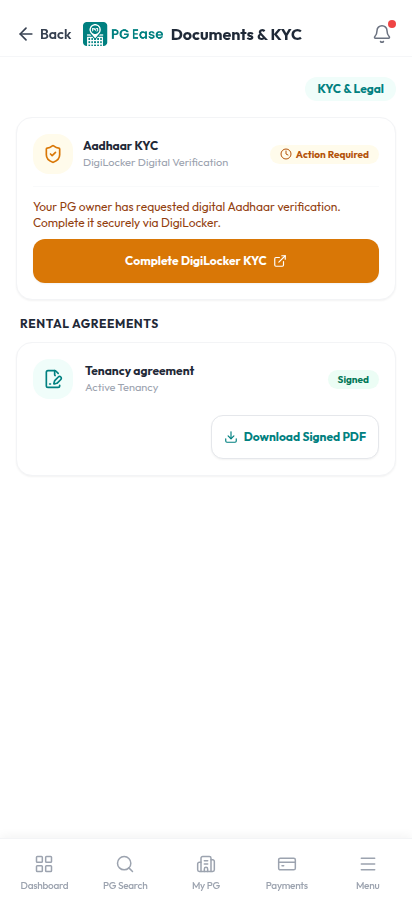 Back PG Ease Documents & KYC
KYC & Legal
Aadhaar KYC
DigiLocker Digital Verification
Action Required
Your PG owner has requested digital Aadhaar verification.
Complete it securely via DigiLocker.
Complete DigiLocker KYC
RENTAL AGREEMENTS
Tenancy agreement
Active Tenancy
Signed
Download Signed PDF
Dashboard PG Search My PG Payments Menu